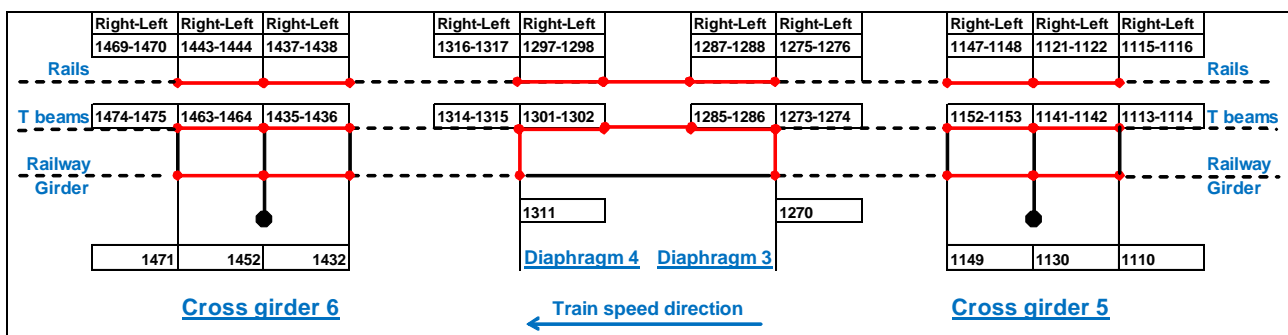 Right-Left Right-Left Right-Left Right-Left Right-Left Right-Left Right-Left Right-Left Right-Left Right-Left
1469-1470 1443-1444 1437-1438 1316-1317 1297-1298 1287-1288 1275-1276 1147-1148 1121-1122 1115-1116
Rails Rails
T beams 1474-1475 1463-1464 1435-1436 1314-1315 1301-1302 1285-1286 1273-1274 1152-1153 1141-1142 1113-1114 T beams
Railway Railway
Girder Girder
1311 1270
1471 1452 1432 Diaphragm 4 Diaphragm 3 1149 1130 1110
Cross girder 6 Train speed direction Cross girder 5